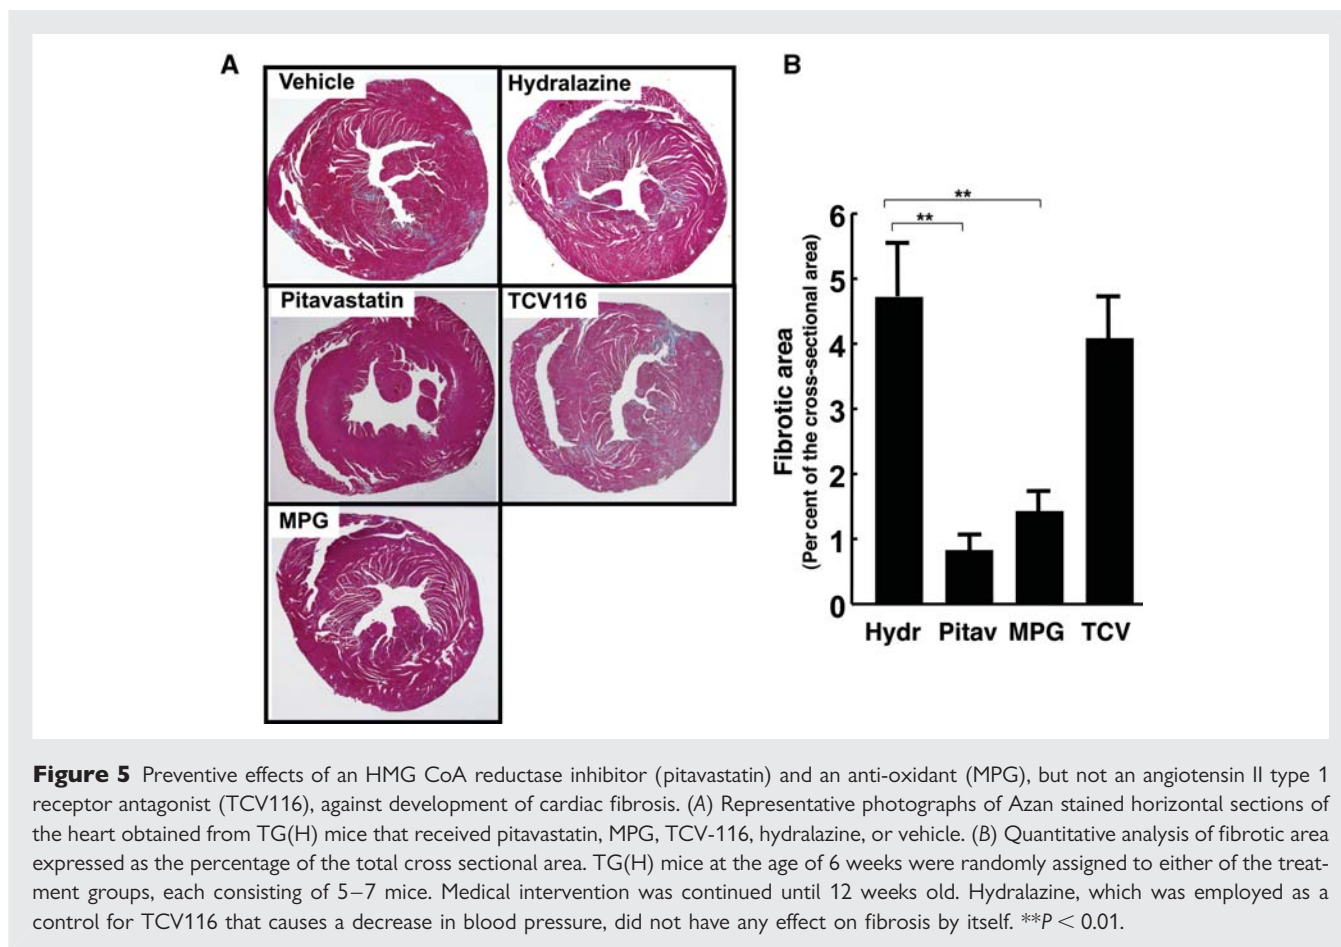 A
B
Vehicle
Hydralazine
Pitavastatin
TCV116
MPG
**
**
6
5
4
3
2
1
0
Fibrotic area
(Per cent of the cross-sectional area)
Hydr Pitav MPG TCV
Figure 5 Preventive effects of an HMG CoA reductase inhibitor (pitavastatin) and an anti-oxidant (MPG), but not an angiotensin II type 1
receptor antagonist (TCV116), against development of cardiac fibrosis. (A) Representative photographs of Azan stained horizontal sections of
the heart obtained from TG(H) mice that received pitavastatin, MPG, TCV-116, hydralazine, or vehicle. (B) Quantitative analysis of fibrotic area
expressed as the percentage of the total cross sectional area. TG(H) mice at the age of 6 weeks were randomly assigned to either of the treat-
ment groups, each consisting of 5–7 mice. Medical intervention was continued until 12 weeks old. Hydralazine, which was employed as a
control for TCV116 that causes a decrease in blood pressure, did not have any effect on fibrosis by itself. **P < 0.01.